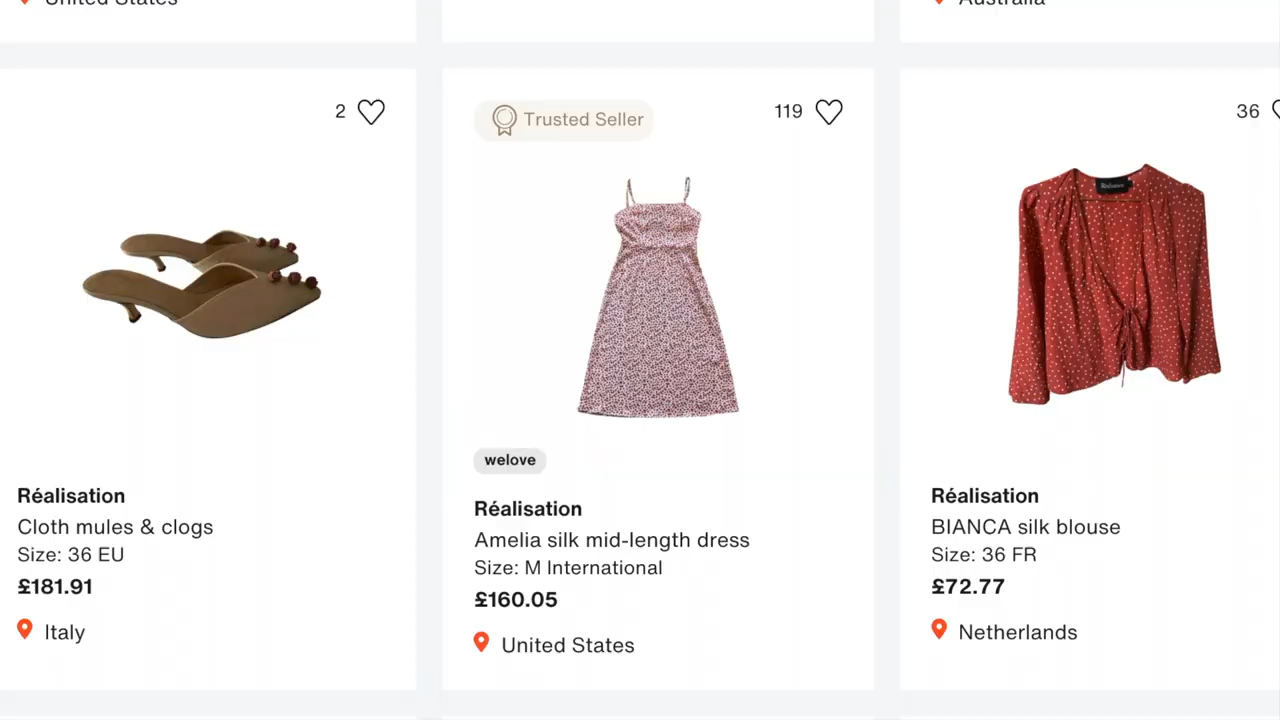 United States
Australia
2
Trusted Seller
119
36
Réalisation
welove
Réalisation
Cloth mules & clogs
Size: 36 EU
£181.91
Italy
Réalisation
Amelia silk mid-length dress
Size: M International
£160.05
United States
Réalisation
BIANCA silk blouse
Size: 36 FR
£72.77
Netherlands